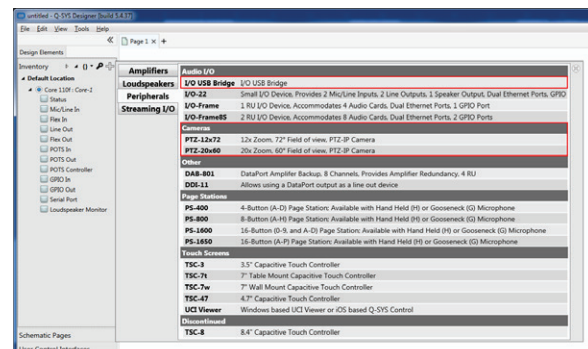 untitled - Q-SYS Designer [build 5.4.17]
File Edit View Tools Help
Page 1 × +
Design Elements
Inventory
Default Location
Core 110f : Core-1
Status
Mic/Line In
Flex In
Line Out
Flex Out
POTS In
POTS Out
POTS Controller
GPIO In
GPIO Out
Serial Port
Loudspeaker Monitor
Schematic Pages
Amplifiers
Loudspeakers
Peripherals
Streaming I/O
Audio I/O
I/O USB Bridge I/O USB Bridge
I/O-22 Small I/O Device, Provides 2 Mic/Line Inputs, 2 Line Outputs, 1 Speaker Output, Dual Ethernet Ports, GPIO
I/O-Frame 1 RU I/O Device, Accommodates 4 Audio Cards, Dual Ethernet Ports, 1 GPIO Port
I/O-Frame8S 2 RU I/O Device, Accommodates 8 Audio Cards, Dual Ethernet Ports
Cameras
PTZ-12x72 12x Zoom, 72° Field of view, PTZ-IP Camera
PTZ-20x60 20x Zoom, 60° Field of view, PTZ-IP Camera
Other
DAB-801 DataPort Amplifier Backup, 8 Channels, Provides Amplifier Redundancy, 4 RU
DDI-11 Allows using a DataPort output as a line out device
Page Stations
PS-400 4-Button (A-D) Page Station: Available with Hand Held (H) or Gooseneck (G) Microphone
PS-800 8-Button (A-H) Page Station: Available with Hand Held (H) or Gooseneck (G) Microphone
PS-1600 16-Button (0-9, and A-D) Page Station: Available with Hand Held (H) or Gooseneck (G) Microphone
PS-1650 16-Button (A-P) Page Station: Available with Hand Held (H) or Gooseneck (G) Microphone
Touch Screens
TSC-3 3.5" Capacitive Touch Controller
TSC-7t 7" Table Mount Capacitive Touch Controller
TSC-7w 7" Wall Mount Capacitive Touch Controller
TSC-47 4.7" Capacitive Touch Controller
UCI Viewer Windows based UCI Viewer or iOS based Q-SYS Control
Discontinued
TSC-8 8.4" Capacitive Touch Controller